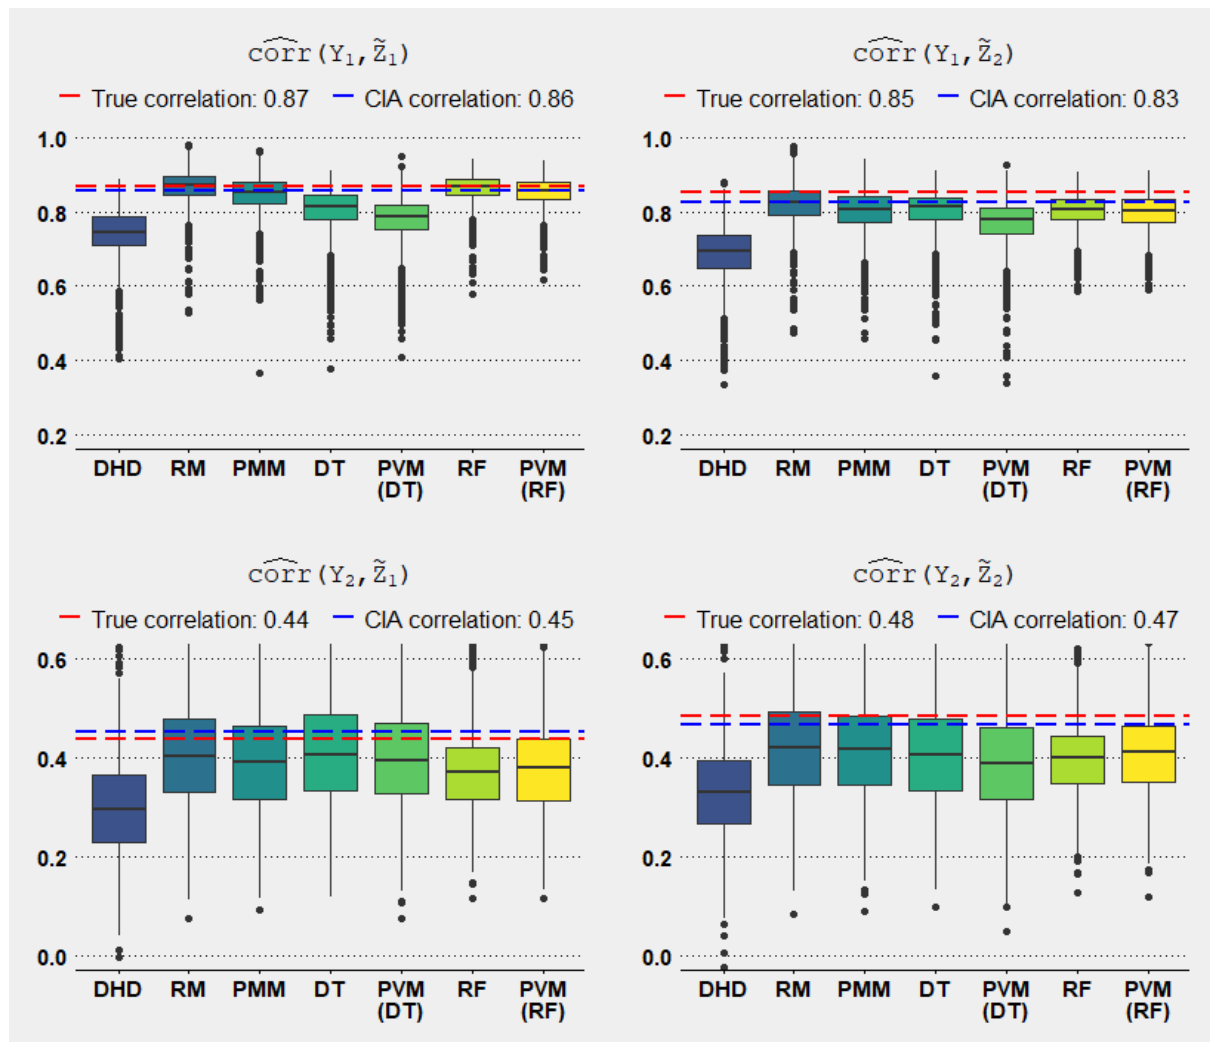 corr(Y₁,Z̃₁)
True correlation: 0.87 CIA correlation: 0.86
1.0
0.8
0.6
0.4
0.2
DHD RM PMM DT PVM (DT) RF PVM (RF)
corr(Y₁,Z̃₂)
True correlation: 0.85 CIA correlation: 0.83
1.0
0.8
0.6
0.4
0.2
DHD RM PMM DT PVM (DT) RF PVM (RF)
corr(Y₂,Z̃₁)
True correlation: 0.44 CIA correlation: 0.45
0.6
0.4
0.2
0.0
DHD RM PMM DT PVM (DT) RF PVM (RF)
corr(Y₂,Z̃₂)
True correlation: 0.48 CIA correlation: 0.47
0.6
0.4
0.2
0.0
DHD RM PMM DT PVM (DT) RF PVM (RF)